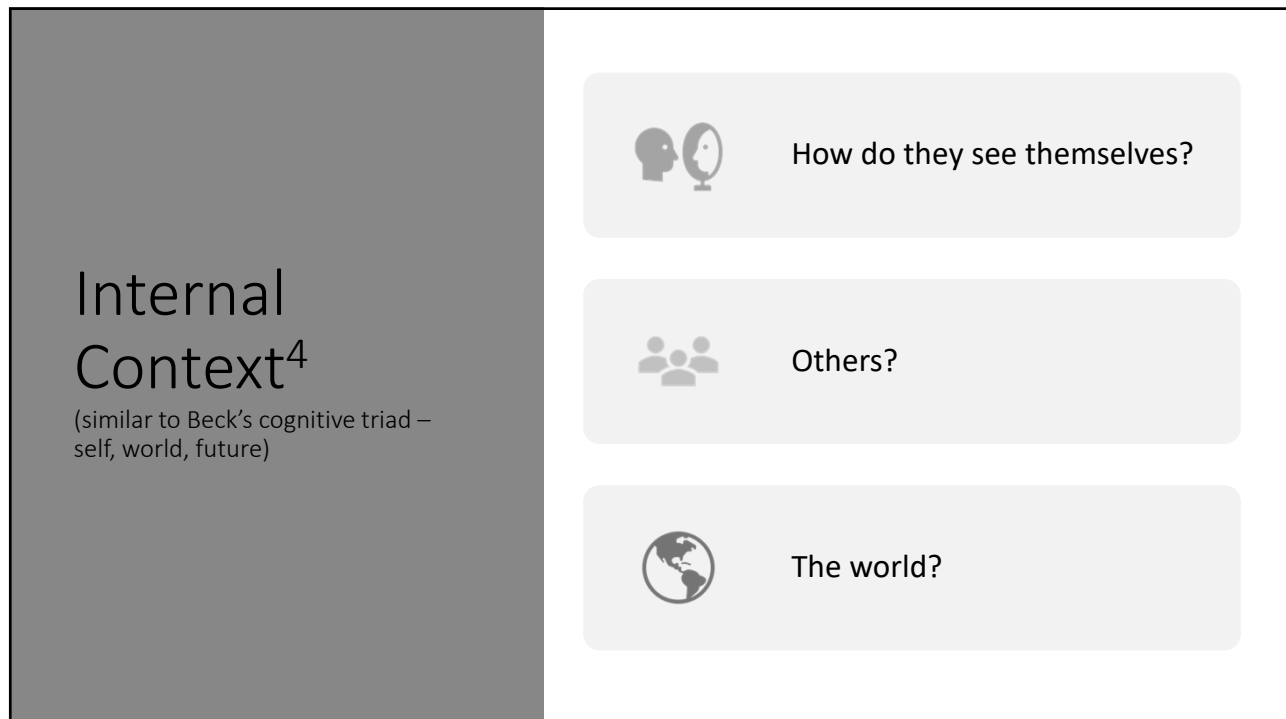 Internal
Context⁴
(similar to Beck’s cognitive triad –
self, world, future)
How do they see themselves?
Others?
The world?